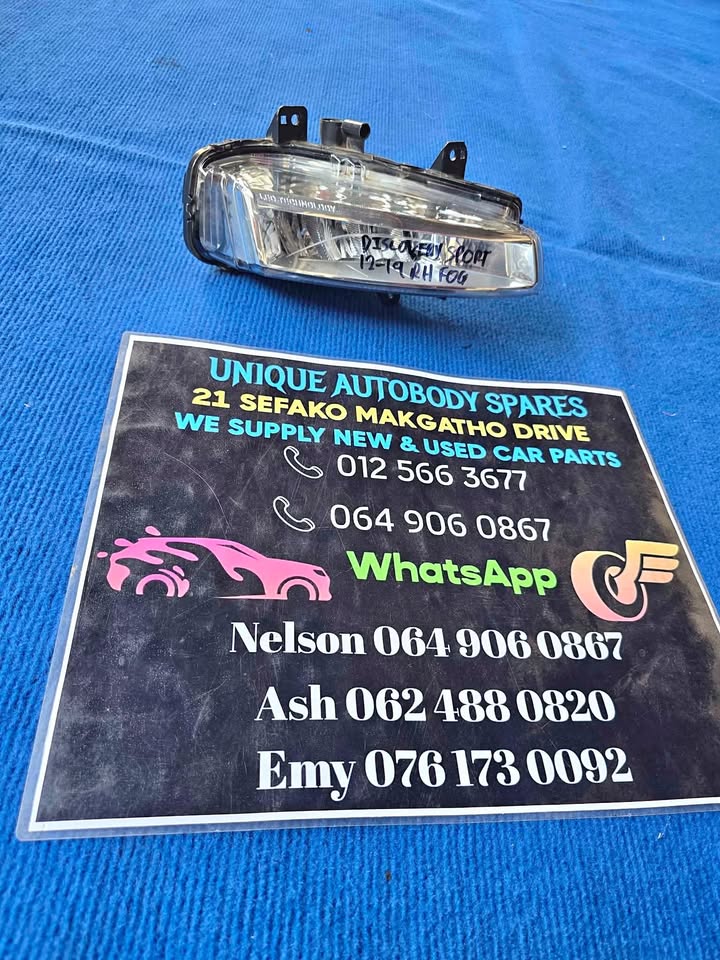 LED TECHNOLOGY
DISCOVERY SPORT
12-19 RH FOG
UNIQUE AUTOBODY SPARES
21 SEFAKO MAKGATHO DRIVE
WE SUPPLY NEW & USED CAR PARTS
012 566 3677
064 906 0867
WhatsApp
Nelson 064 906 0867
Ash 062 488 0820
Emy 076 173 0092